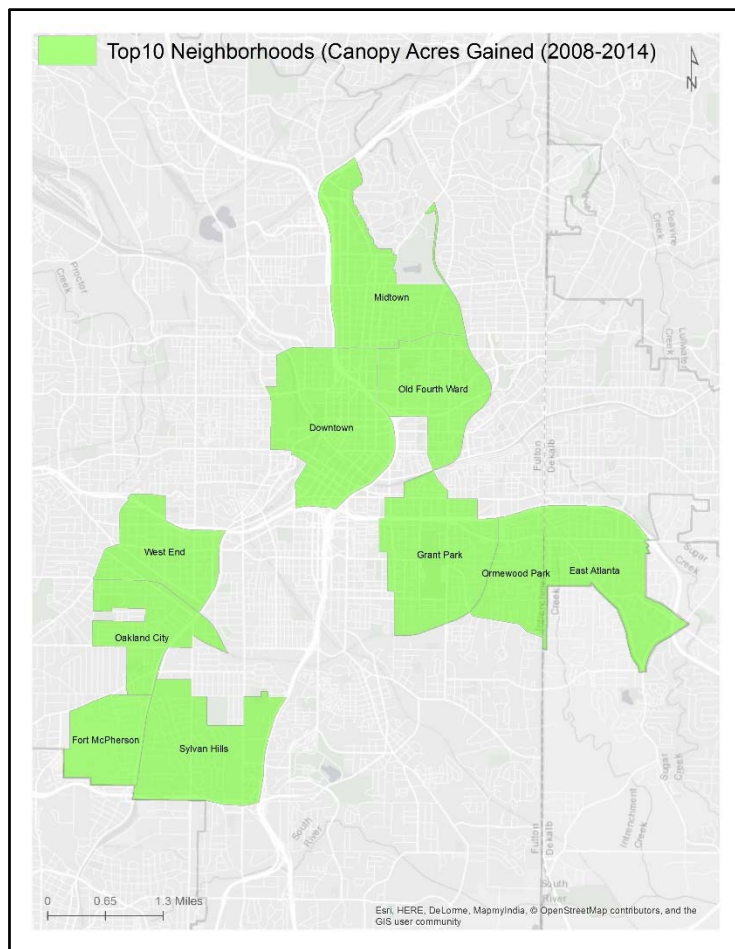 Top10 Neighborhoods (Canopy Acres Gained (2008-2014)
N
Peavine
Creek
Proctor
Creek
Lullwater
Creek
Midtown
Old Fourth Ward
Downtown
Fulton
Dekalb
West End
Grant Park
Ormewood Park
East Atlanta
Sugar
Creek
Intrenchment
Creek
Oakland City
Fort McPherson
Sylvan Hills
Sugar
Creek
Intrenchment
Creek
South
River
Fulton
Dekalb
South
River
0 0.65 1.3 Miles
Esri, HERE, DeLorme, MapmyIndia, © OpenStreetMap contributors, and the
GIS user community